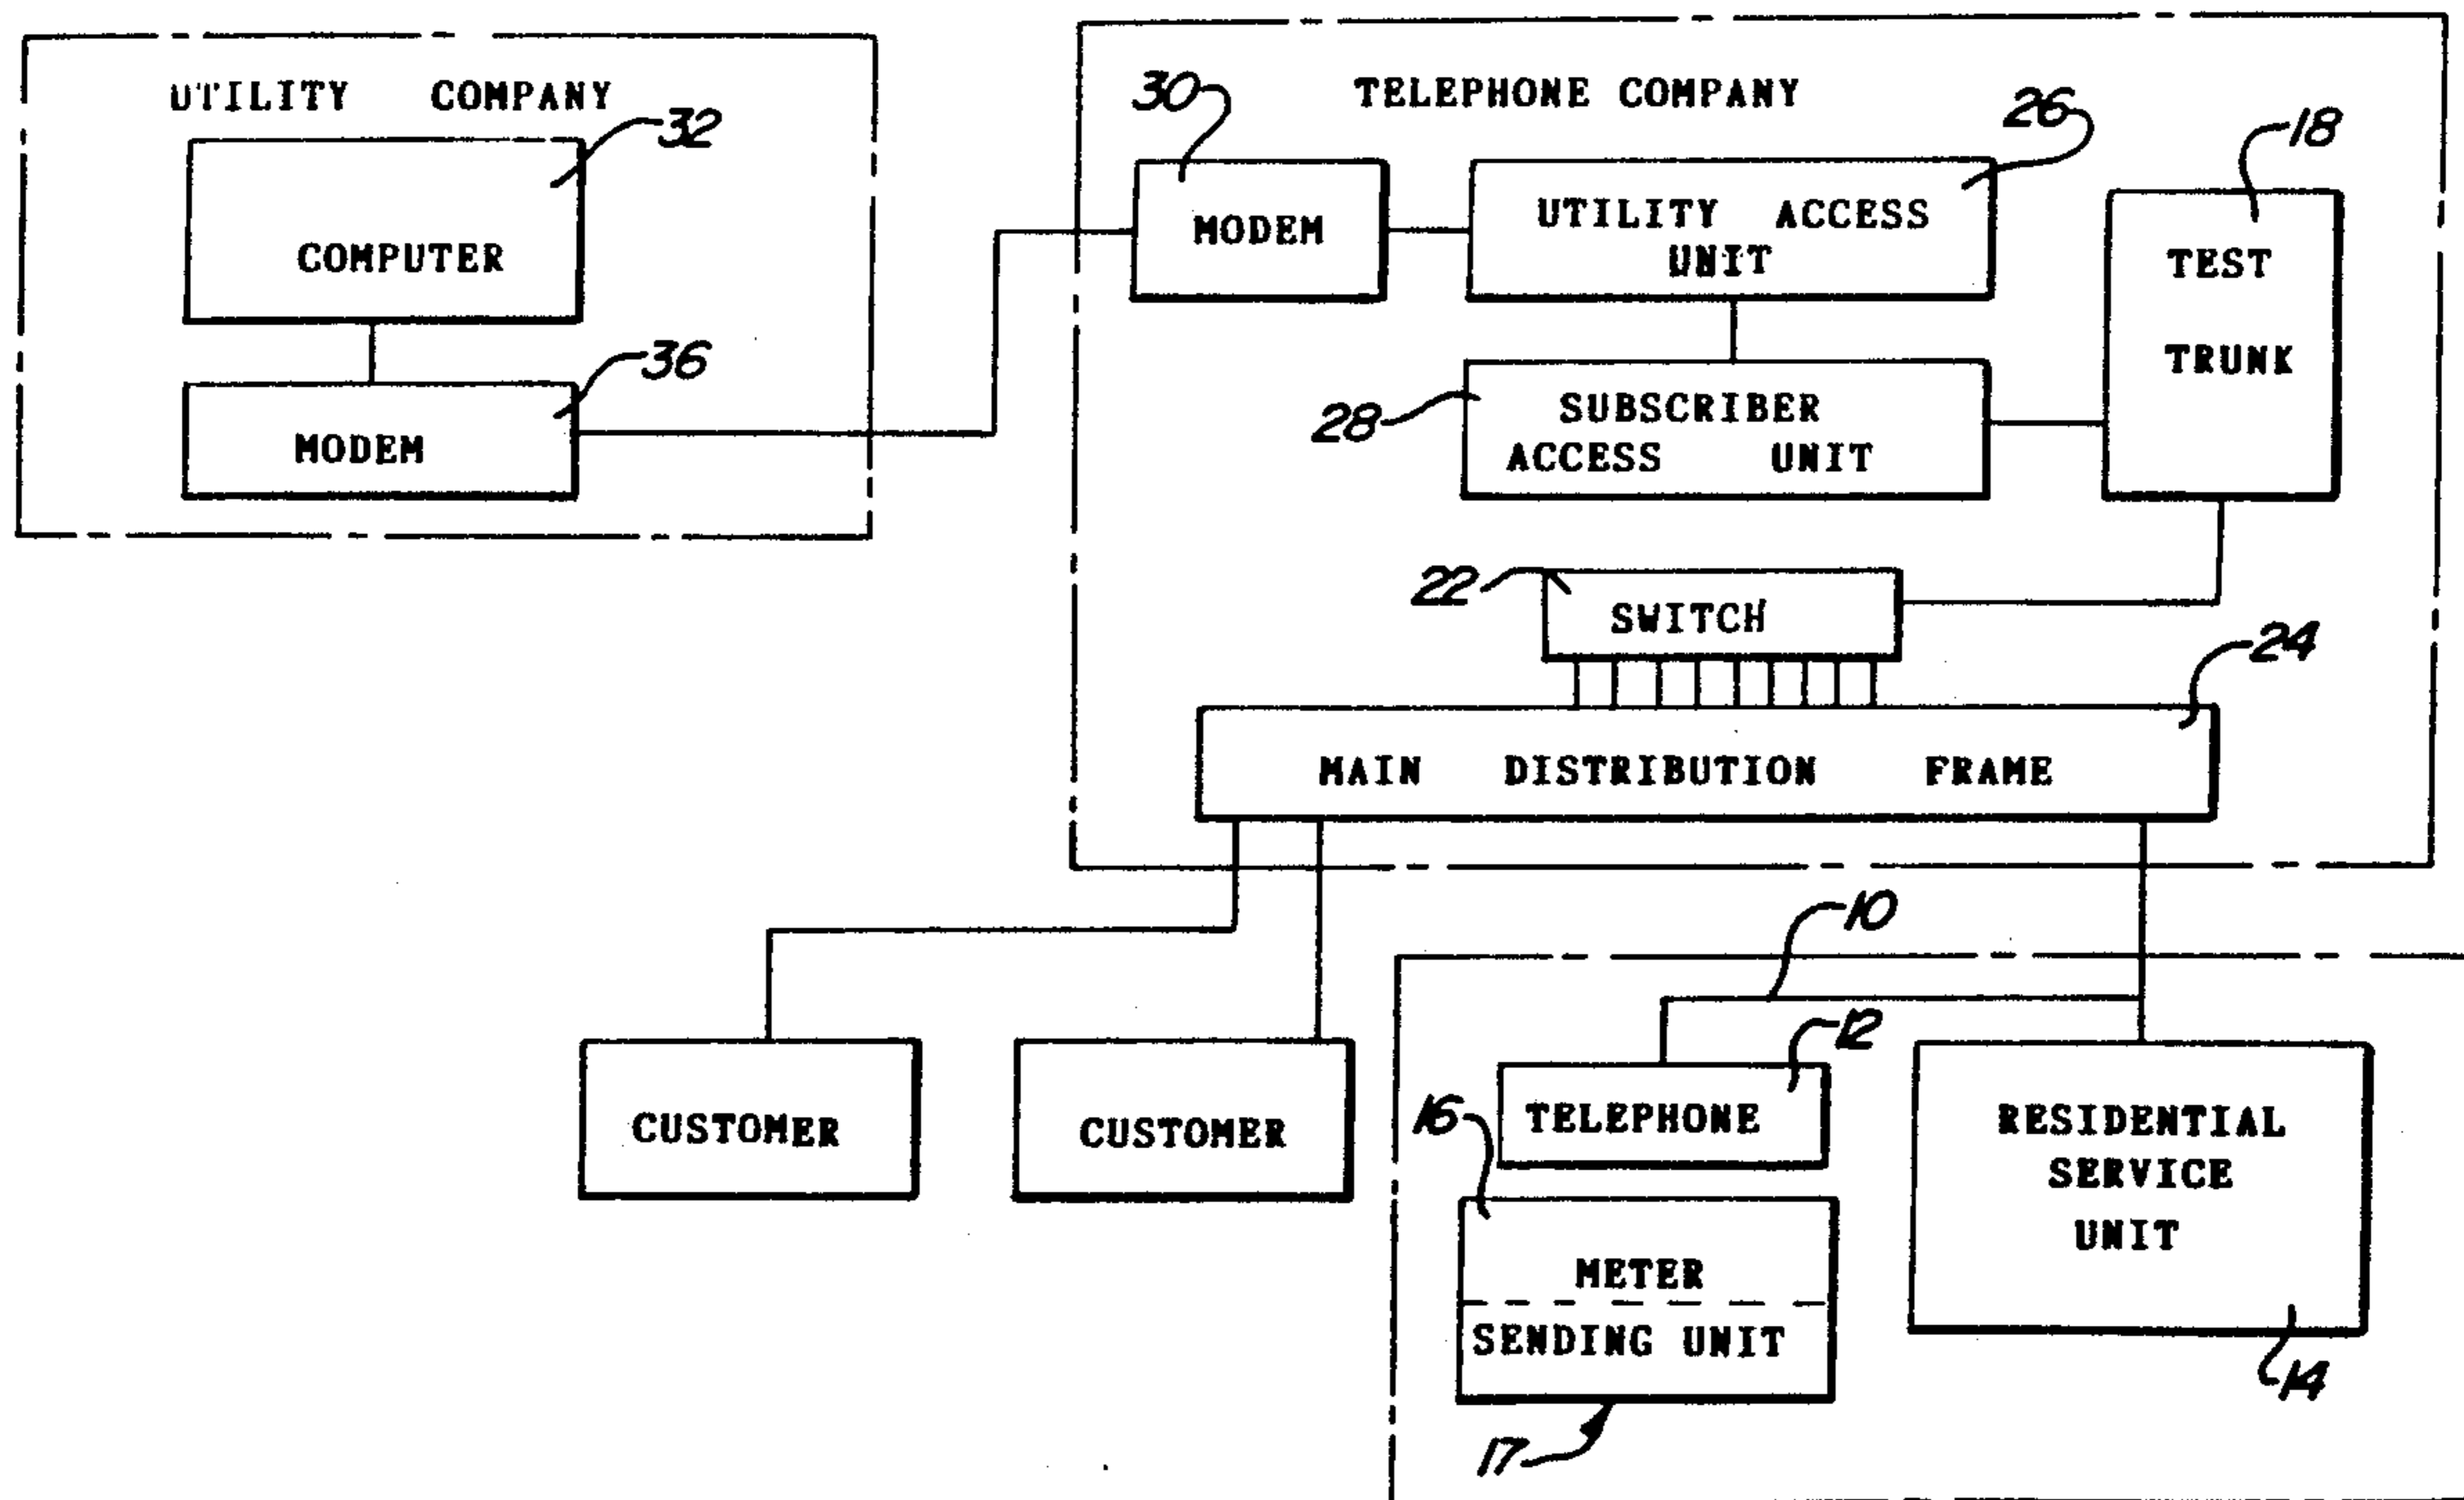 UTILITY COMPANY
32
COMPUTER
36
MODEM
TELEPHONE COMPANY
30
26
18
MODEM
UTILITY ACCESS
UNIT
TEST
TRUNK
28
SUBSCRIBER
ACCESS UNIT
22
SWITCH
24
MAIN DISTRIBUTION FRAME
10
12
CUSTOMER
CUSTOMER
TELEPHONE
16
METER
SENDING UNIT
17
RESIDENTIAL
SERVICE
UNIT
14